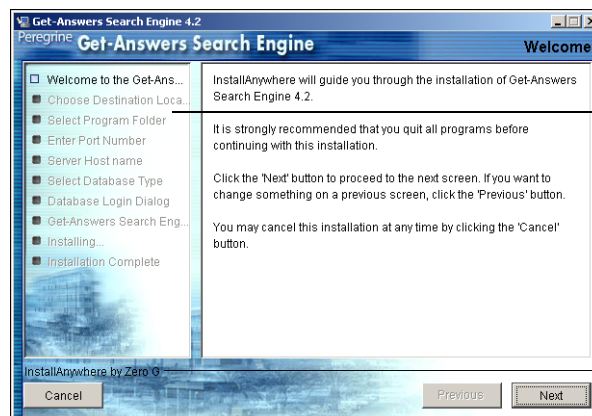 Get-Answers Search Engine 4.2
Peregrine Get-Answers Search Engine
Welcome
Welcome to the Get-Ans...
Choose Destination Loca...
Select Program Folder
Enter Port Number
Server Host name
Select Database Type
Database Login Dialog
Get-Answers Search Eng...
Installing...
Installation Complete
InstallAnywhere will guide you through the installation of Get-Answers
Search Engine 4.2.
It is strongly recommended that you quit all programs before
continuing with this installation.
Click the 'Next' button to proceed to the next screen. If you want to
change something on a previous screen, click the 'Previous' button.
You may cancel this installation at any time by clicking the 'Cancel'
button.
InstallAnywhere by Zero G
Cancel
Previous
Next